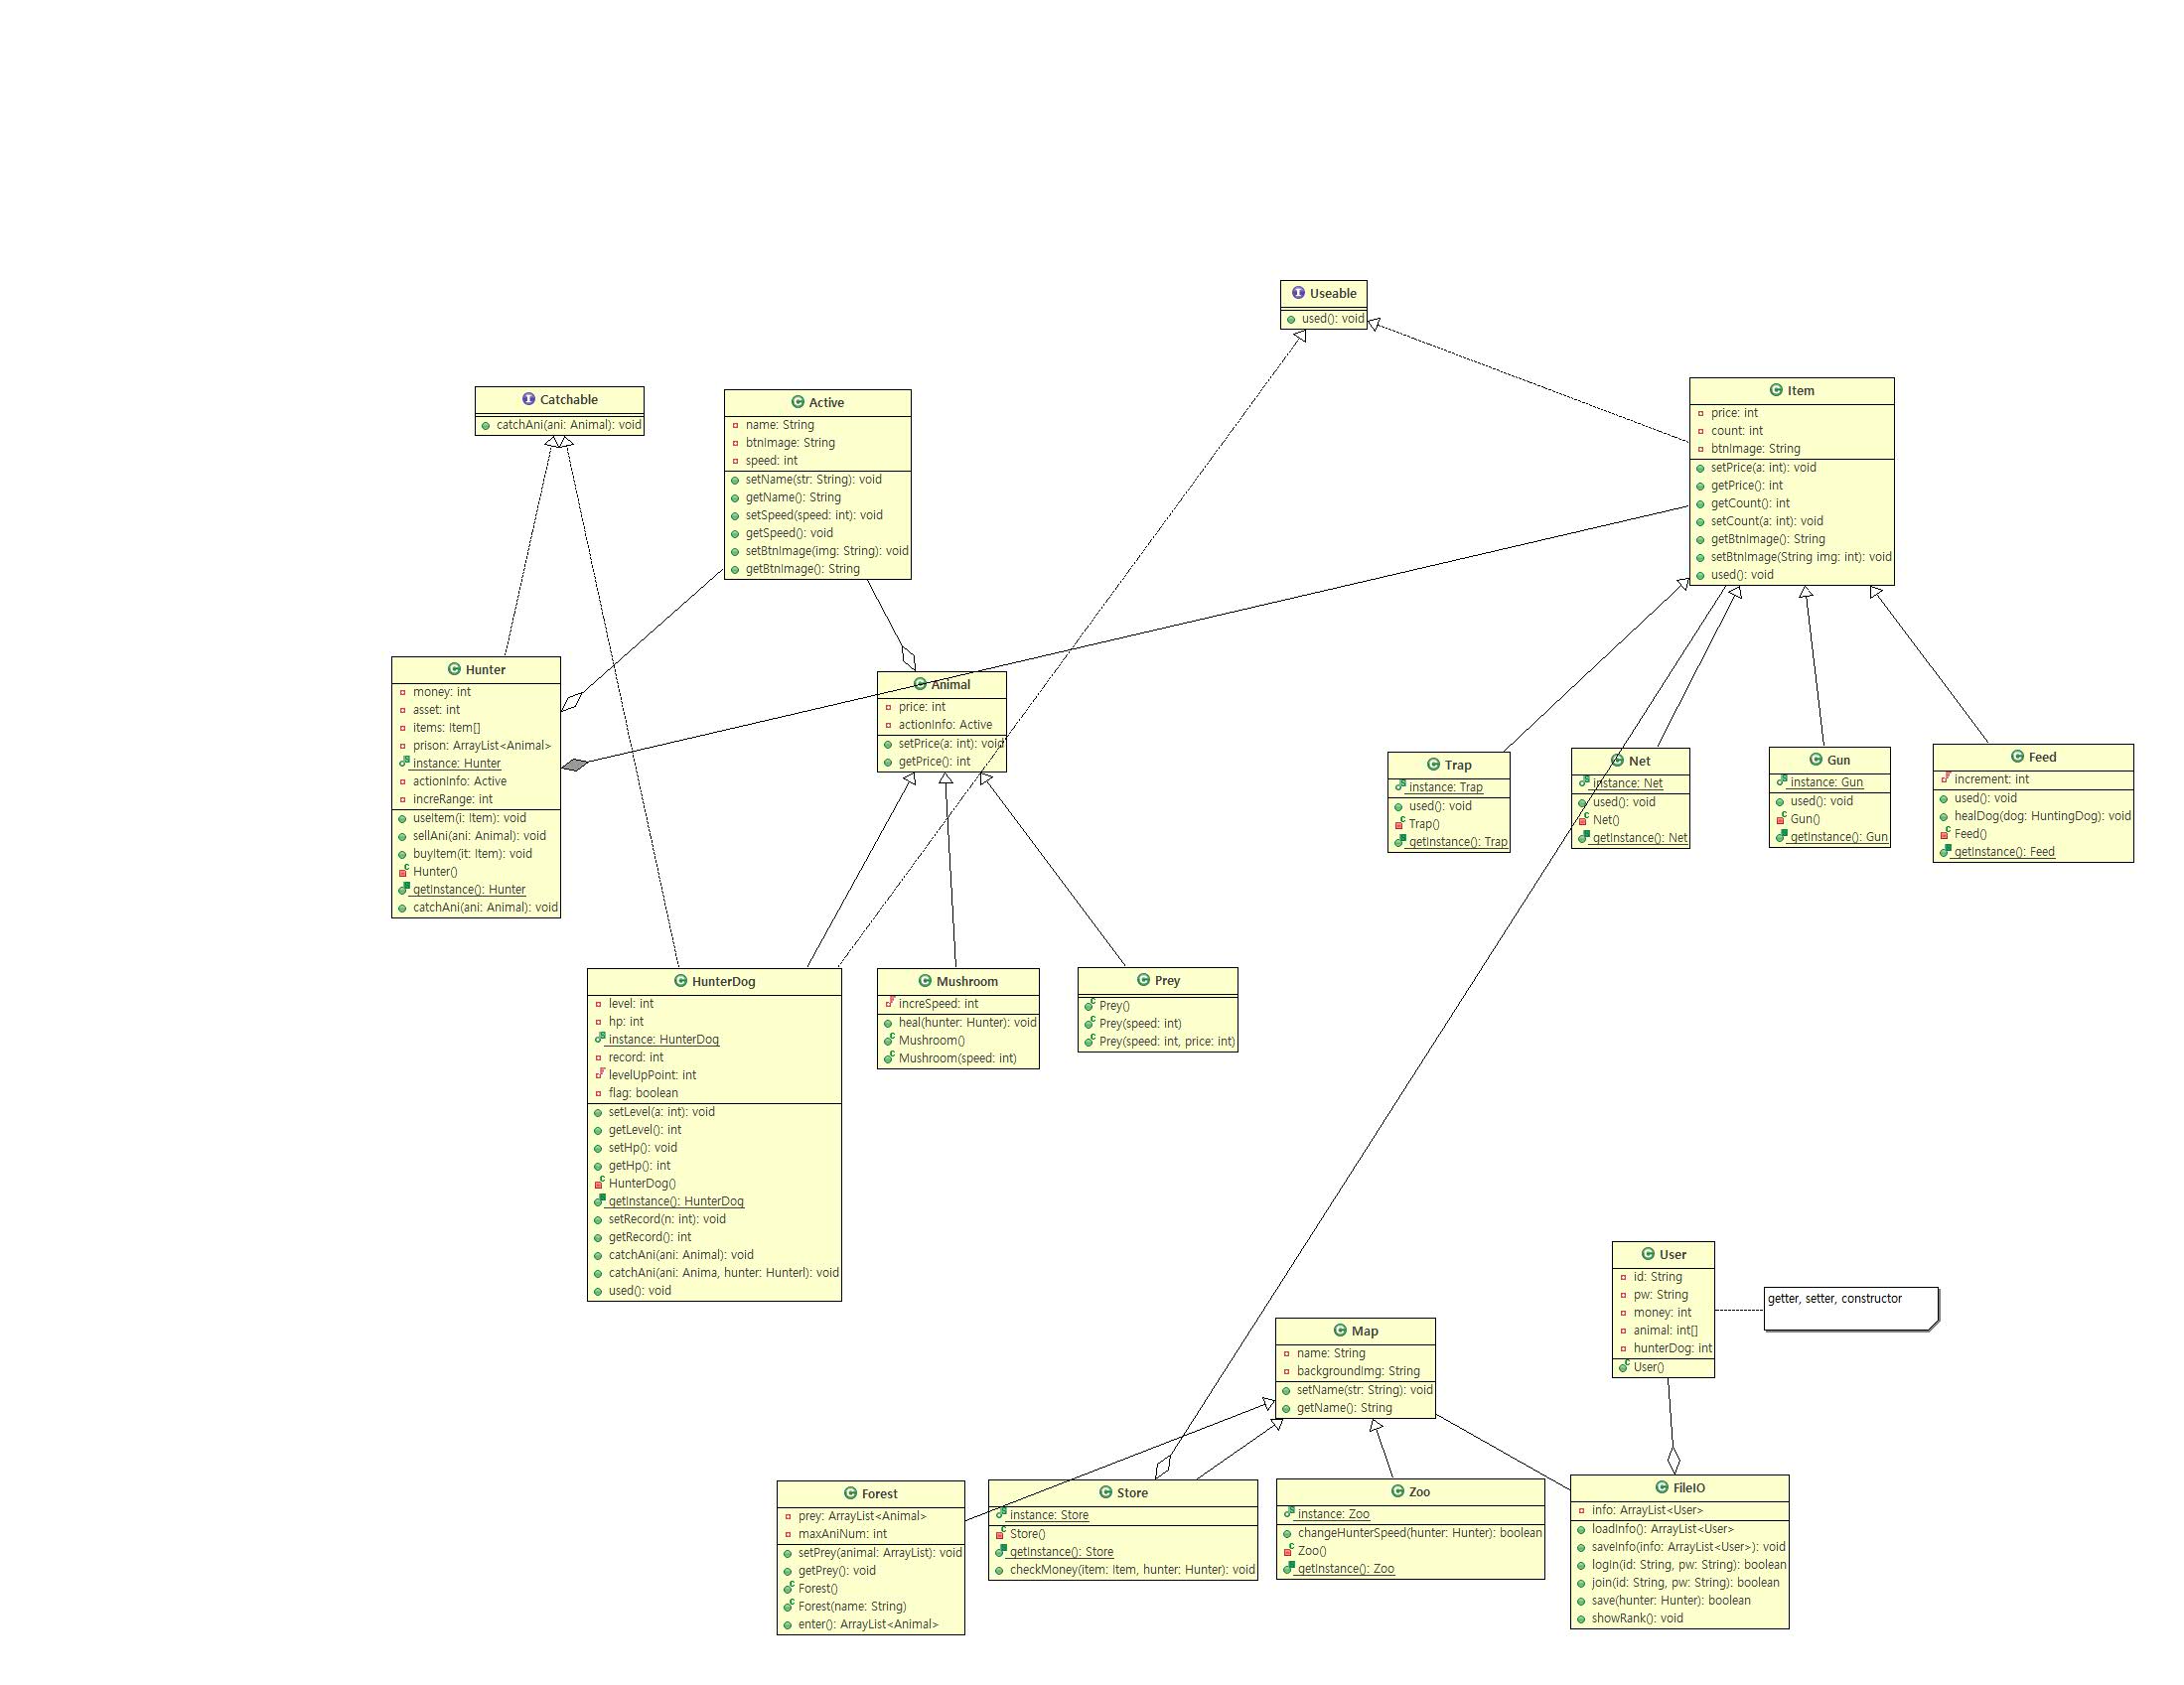 Useable
used(): void
Catchable
catchAni(ani: Animal): void
Active
name: String
btnImage: String
speed: int
setName(str: String): void
getName(): String
setSpeed(speed: int): void
getSpeed(): void
setBtnImage(img: String): void
getBtnImage(): String
Item
price: int
count: int
btnImage: String
setPrice(a: int): void
getPrice(): int
getCount(): int
setCount(a: int): void
getBtnImage(): String
setBtnImage(String img: int): void
used(): void
Hunter
money: int
asset: int
items: Item[]
prison: ArrayList<Animal>
instance: Hunter
actionInfo: Active
increRange: int
useItem(i: Item): void
sellAni(ani: Animal): void
buyItem(it: Item): void
Hunter()
getInstance(): Hunter
catchAni(ani: Animal): void
Animal
price: int
actionInfo: Active
setPrice(a: int): void
getPrice(): int
Trap
instance: Trap
used(): void
Trap()
getInstance(): Trap
Net
instance: Net
used(): void
Net()
getInstance(): Net
Gun
instance: Gun
used(): void
Gun()
getInstance(): Gun
Feed
increment: int
used(): void
healDog(dog: HuntingDog): void
Feed()
getInstance(): Feed
HunterDog
level: int
hp: int
instance: HunterDog
record: int
levelUpPoint: int
flag: boolean
setLevel(a: int): void
getLevel(): int
setHp(): void
getHp(): int
HunterDog()
getInstance(): HunterDog
setRecord(n: int): void
getRecord(): int
catchAni(ani: Animal): void
catchAni(ani: Anima, hunter: Hunterl): void
used(): void
Mushroom
increSpeed: int
heal(hunter: Hunter): void
Mushroom()
Mushroom(speed: int)
Prey
Prey()
Prey(speed: int)
Prey(speed: int, price: int)
User
id: String
pw: String
money: int
animal: int[]
hunterDog: int
User()
getter, setter, constructor
Map
name: String
backgroundImg: String
setName(str: String): void
getName(): String
Forest
prey: ArrayList<Animal>
maxAniNum: int
setPrey(animal: ArrayList): void
getPrey(): void
Forest()
Forest(name: String)
enter(): ArrayList<Animal>
Store
instance: Store
Store()
getInstance(): Store
checkMoney(item: Item, hunter: Hunter): void
Zoo
instance: Zoo
changeHunterSpeed(hunter: Hunter): boolean
Zoo()
getInstance(): Zoo
FileIO
info: ArrayList<User>
loadInfo(): ArrayList<User>
saveInfo(info: ArrayList<User>): void
logIn(id: String, pw: String): boolean
join(id: String, pw: String): boolean
save(hunter: Hunter): boolean
showRank(): void